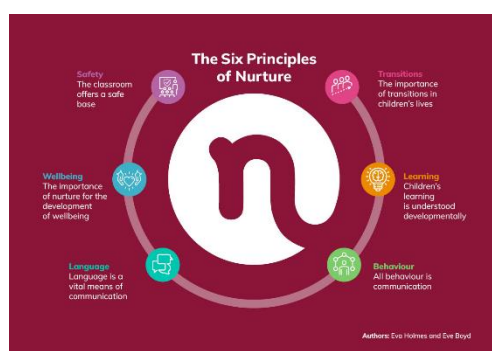 The Six Principles
of Nurture
Safety
The classroom
offers a safe
base
Transitions
The importance
of transitions in
children's lives
Wellbeing
The importance
of nurture for the
development
of wellbeing
n
Learning
Children's
learning
is understood
developmentally
Language
Language is a
vital means of
communication
Behaviour
All behaviour is
communication
Authors: Eva Holmes and Eve Boyd